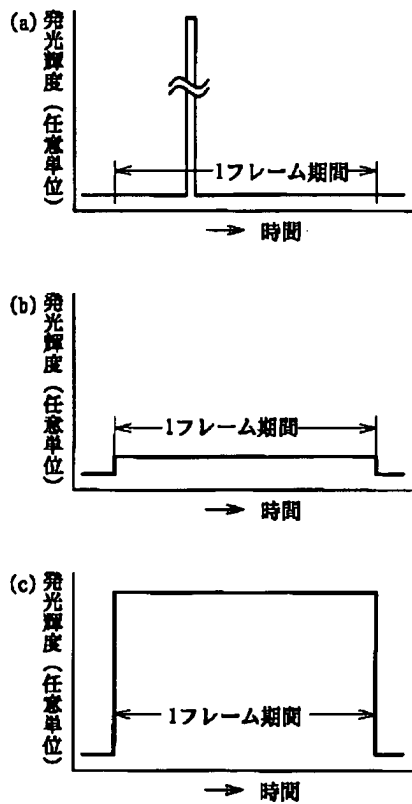 (a)
発光輝度(任意単位)
1フレーム期間
時間
(b)
発光輝度(任意単位)
1フレーム期間
時間
(c)
発光輝度(任意単位)
1フレーム期間
時間